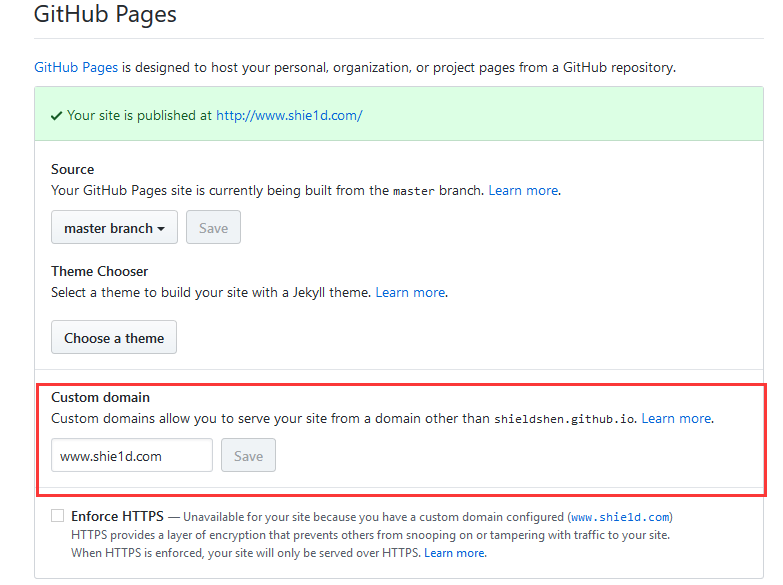 GitHub Pages
GitHub Pages is designed to host your personal, organization, or project pages from a GitHub repository.
Your site is published at http://www.shie1d.com/
Source
Your GitHub Pages site is currently being built from the master branch. Learn more.
master branch Save
Theme Chooser
Select a theme to build your site with a Jekyll theme. Learn more.
Choose a theme
Custom domain
Custom domains allow you to serve your site from a domain other than shieldshen.github.io. Learn more.
www.shie1d.com Save
Enforce HTTPS — Unavailable for your site because you have a custom domain configured (www.shie1d.com)
HTTPS provides a layer of encryption that prevents others from snooping on or tampering with traffic to your site.
When HTTPS is enforced, your site will only be served over HTTPS. Learn more.